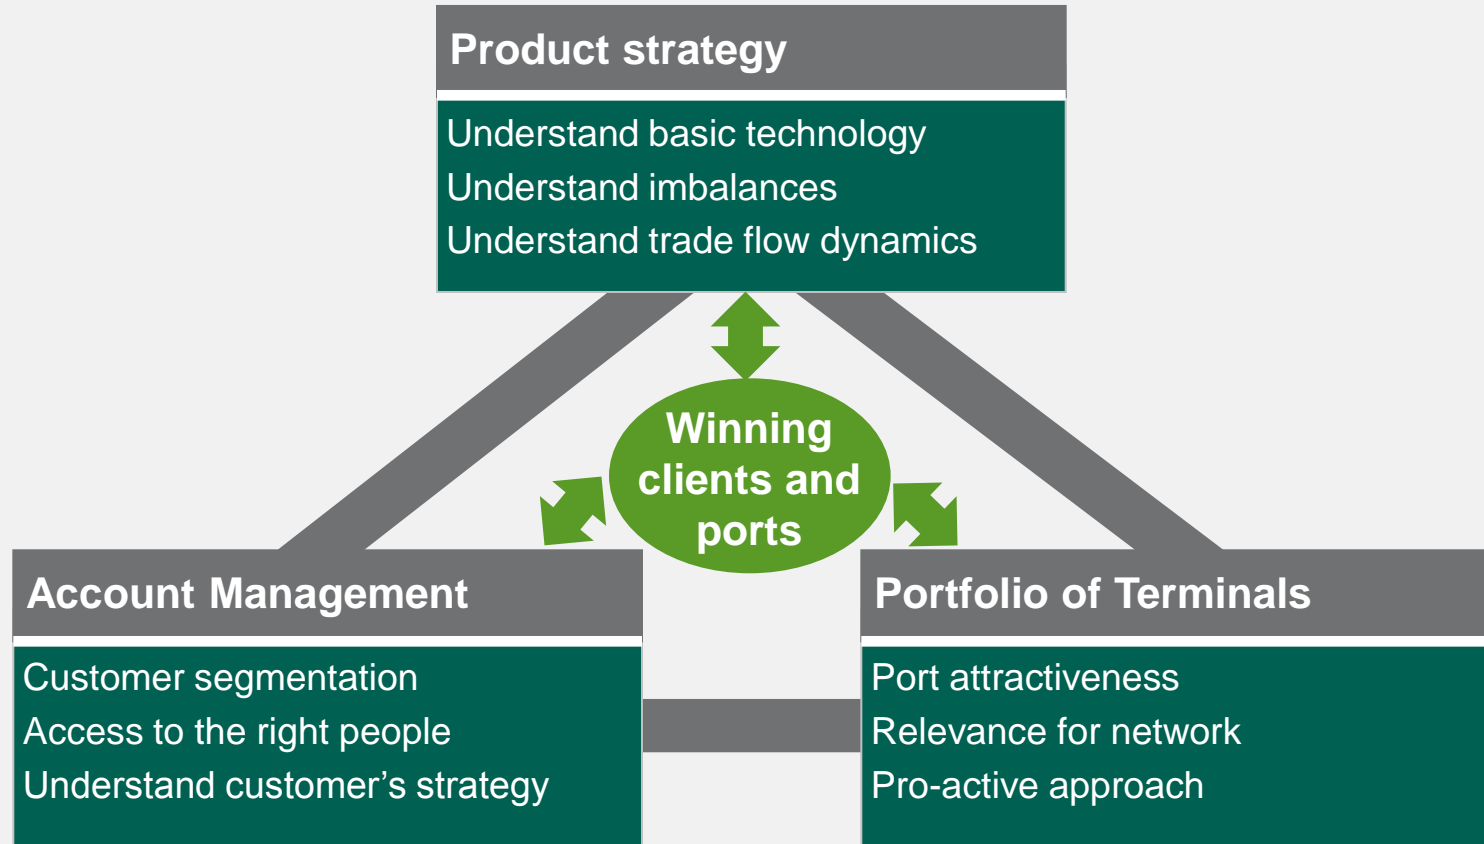 Product strategy
Understand basic technology
Understand imbalances
Understand trade flow dynamics
Winning
clients and
ports
Account Management
Customer segmentation
Access to the right people
Understand customer’s strategy
Portfolio of Terminals
Port attractiveness
Relevance for network
Pro-active approach